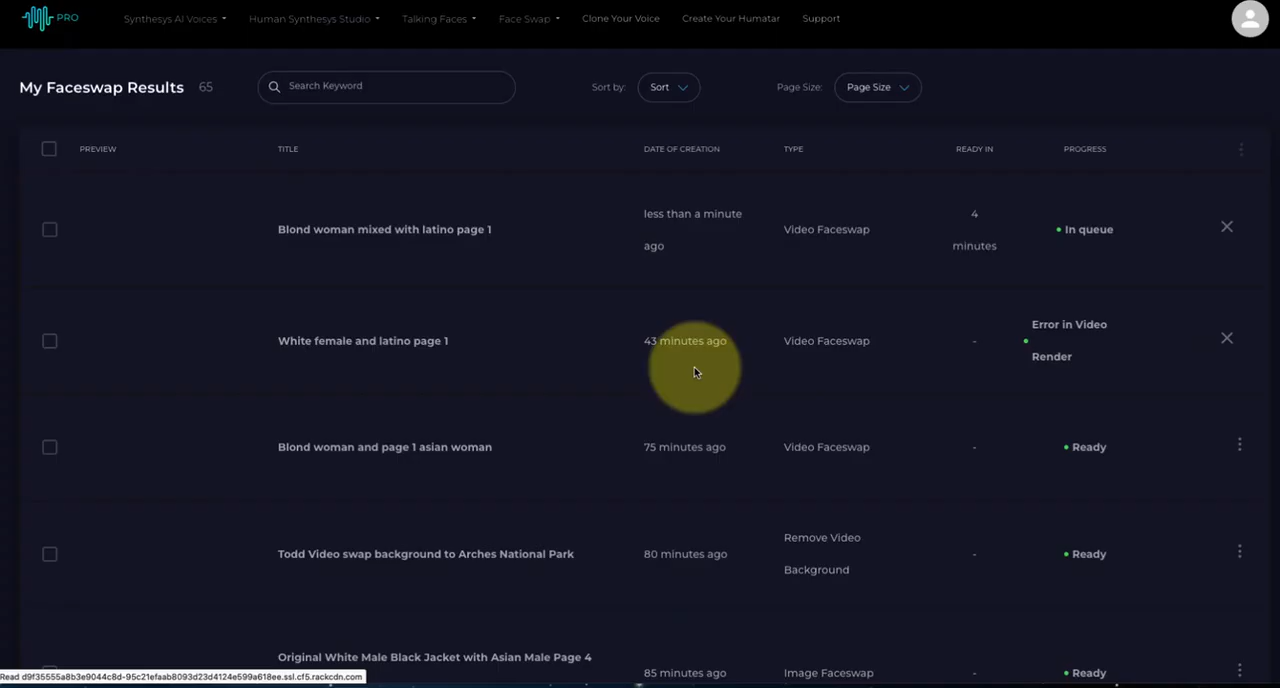 PRO
Synthesys AI Voices
Human Synthesys Studio
Talking Faces
Face Swap
Clone Your Voice
Create Your Humatar
Support
My Faceswap Results 65
Search Keyword
Sort by:
Sort
Page Size:
Page Size
PREVIEW
TITLE
DATE OF CREATION
TYPE
READY IN
PROGRESS
Blond woman mixed with latino page 1
less than a minute
ago
Video Faceswap
4
minutes
In queue
White female and latino page 1
43 minutes ago
Video Faceswap
-
Error in Video
Render
Blond woman and page 1 asian woman
75 minutes ago
Video Faceswap
-
Ready
Todd Video swap background to Arches National Park
80 minutes ago
Remove Video
Background
-
Ready
Original White Male Black Jacket with Asian Male Page 4
85 minutes ago
Image Faceswap
-
Ready
Read d9f35555a8b3e9044c8d-95c21efaab8093d23d4124e599a618ee.ssl.cf5.rackcdn.com